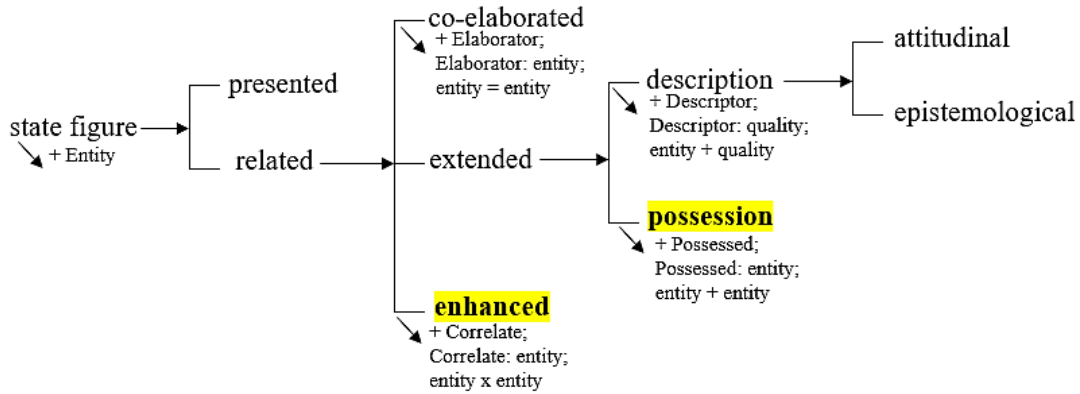 co-elaborated
+ Elaborator;
Elaborator: entity;
entity = entity
attitudinal
presented
description
+ Descriptor;
Descriptor: quality;
entity + quality
epistemological
state figure
+ Entity
related
extended
possession
+ Possessed;
Possessed: entity;
entity + entity
enhanced
+ Correlate;
Correlate: entity;
entity x entity